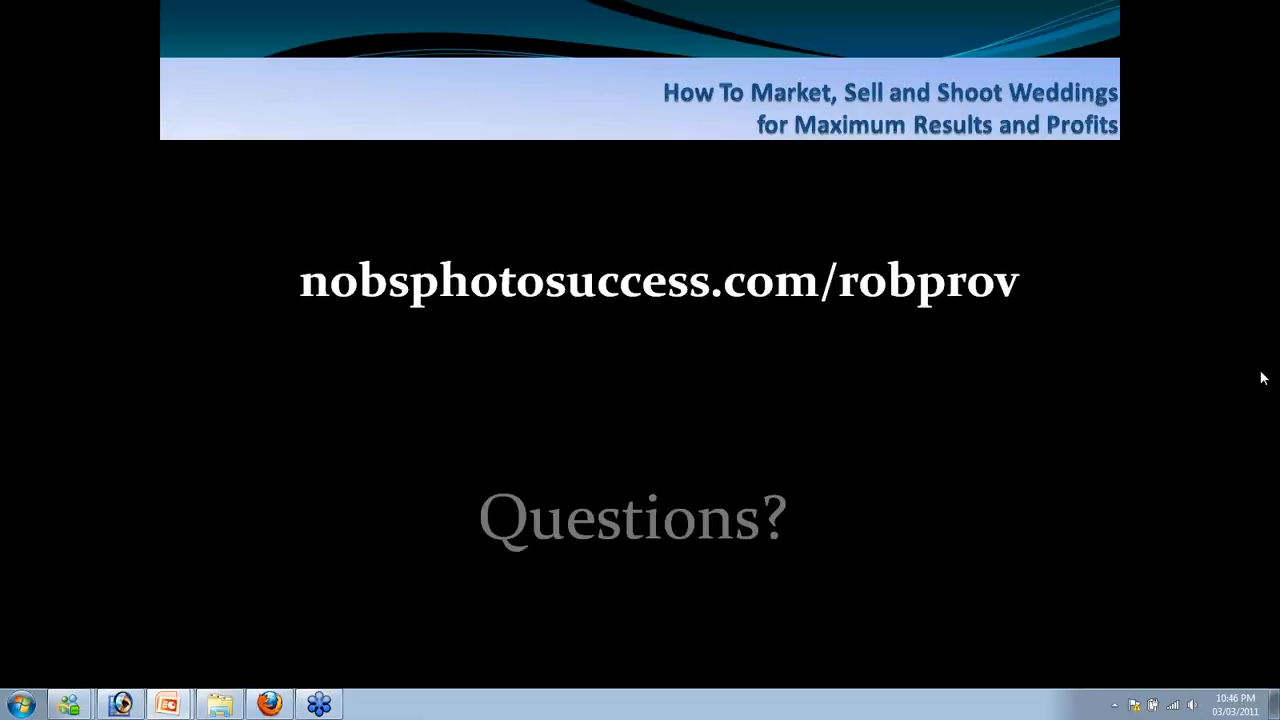 How To Market, Sell and Shoot Weddings
for Maximum Results and Profits
nobsphotosuccess.com/robprov
Questions?
10:46 PM
03/03/2011